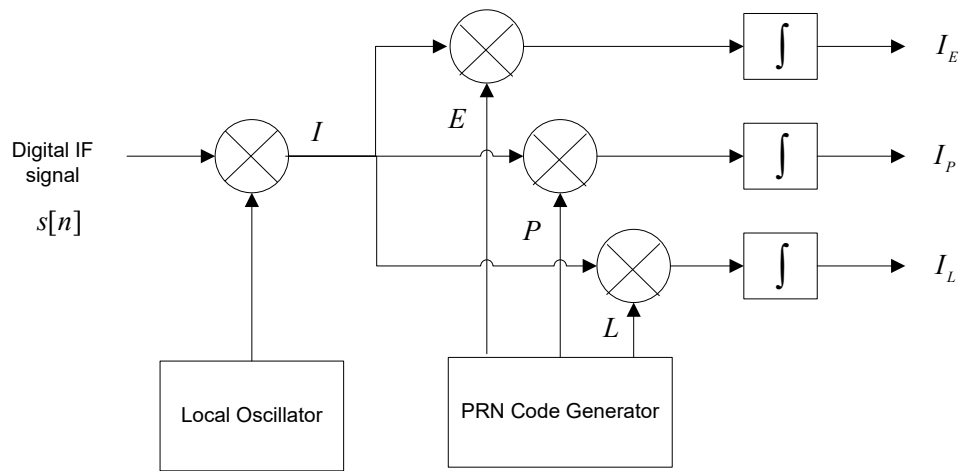 ∫
I_E
I
E
Digital IF
signal
s[n]
∫
I_P
P
∫
I_L
L
Local Oscillator
PRN Code Generator